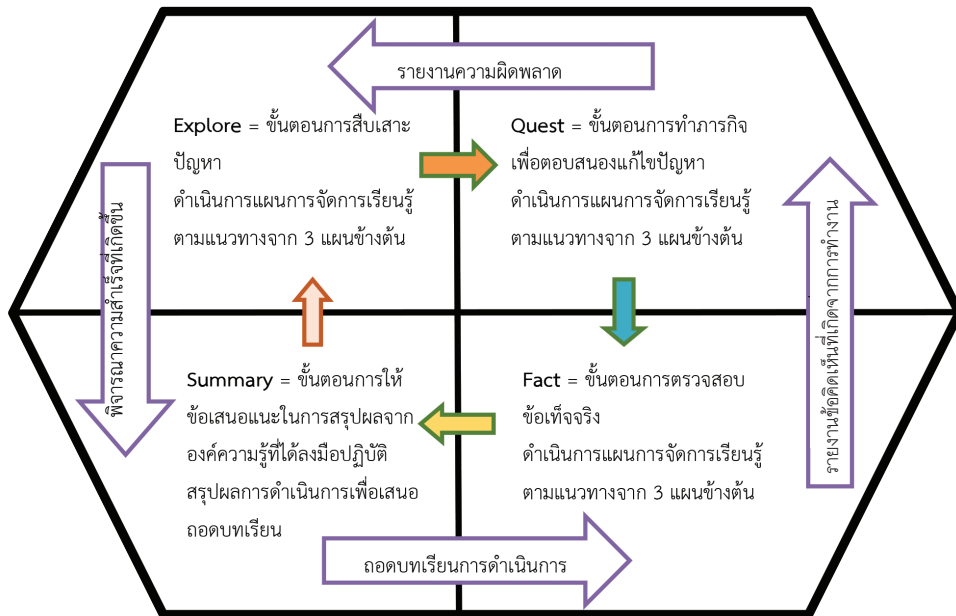 รายงานความผิดพลาด
Explore = ขั้นตอนการสืบเสาะ
ปัญหา
ดำเนินการแผนการจัดการเรียนรู้
ตามแนวทางจาก 3 แผนข้างต้น
Quest = ขั้นตอนการทำภารกิจ
เพื่อตอบสนองแก้ไขปัญหา
ดำเนินการแผนการจัดการเรียนรู้
ตามแนวทางจาก 3 แผนข้างต้น
พิจารณาความสำเร็จที่เกิดขึ้น
รายงานข้อคิดเห็นที่เกิดจากการทำงาน
Summary = ขั้นตอนการให้
ข้อเสนอแนะในการสรุปผลจาก
องค์ความรู้ที่ได้ลงมือปฏิบัติ
สรุปผลการดำเนินการเพื่อเสนอ
ถอดบทเรียน
Fact = ขั้นตอนการตรวจสอบ
ข้อเท็จจริง
ดำเนินการแผนการจัดการเรียนรู้
ตามแนวทางจาก 3 แผนข้างต้น
ถอดบทเรียนการดำเนินการ